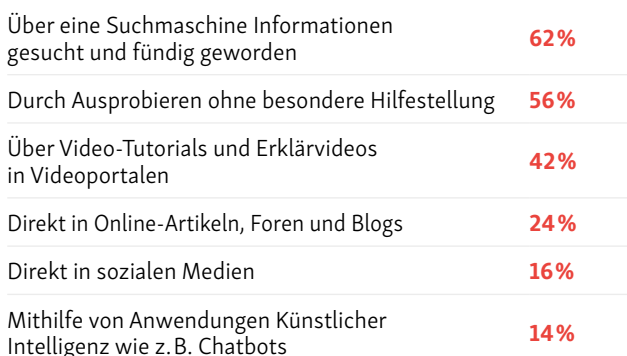 Über eine Suchmaschine Informationen
gesucht und fündig geworden
62 %
Durch Ausprobieren ohne besondere Hilfestellung
56 %
Über Video-Tutorials und Erklärvideos
in Videoportalen
42 %
Direkt in Online-Artikeln, Foren und Blogs
24 %
Direkt in sozialen Medien
16 %
Mithilfe von Anwendungen Künstlicher
Intelligenz wie z. B. Chatbots
14 %